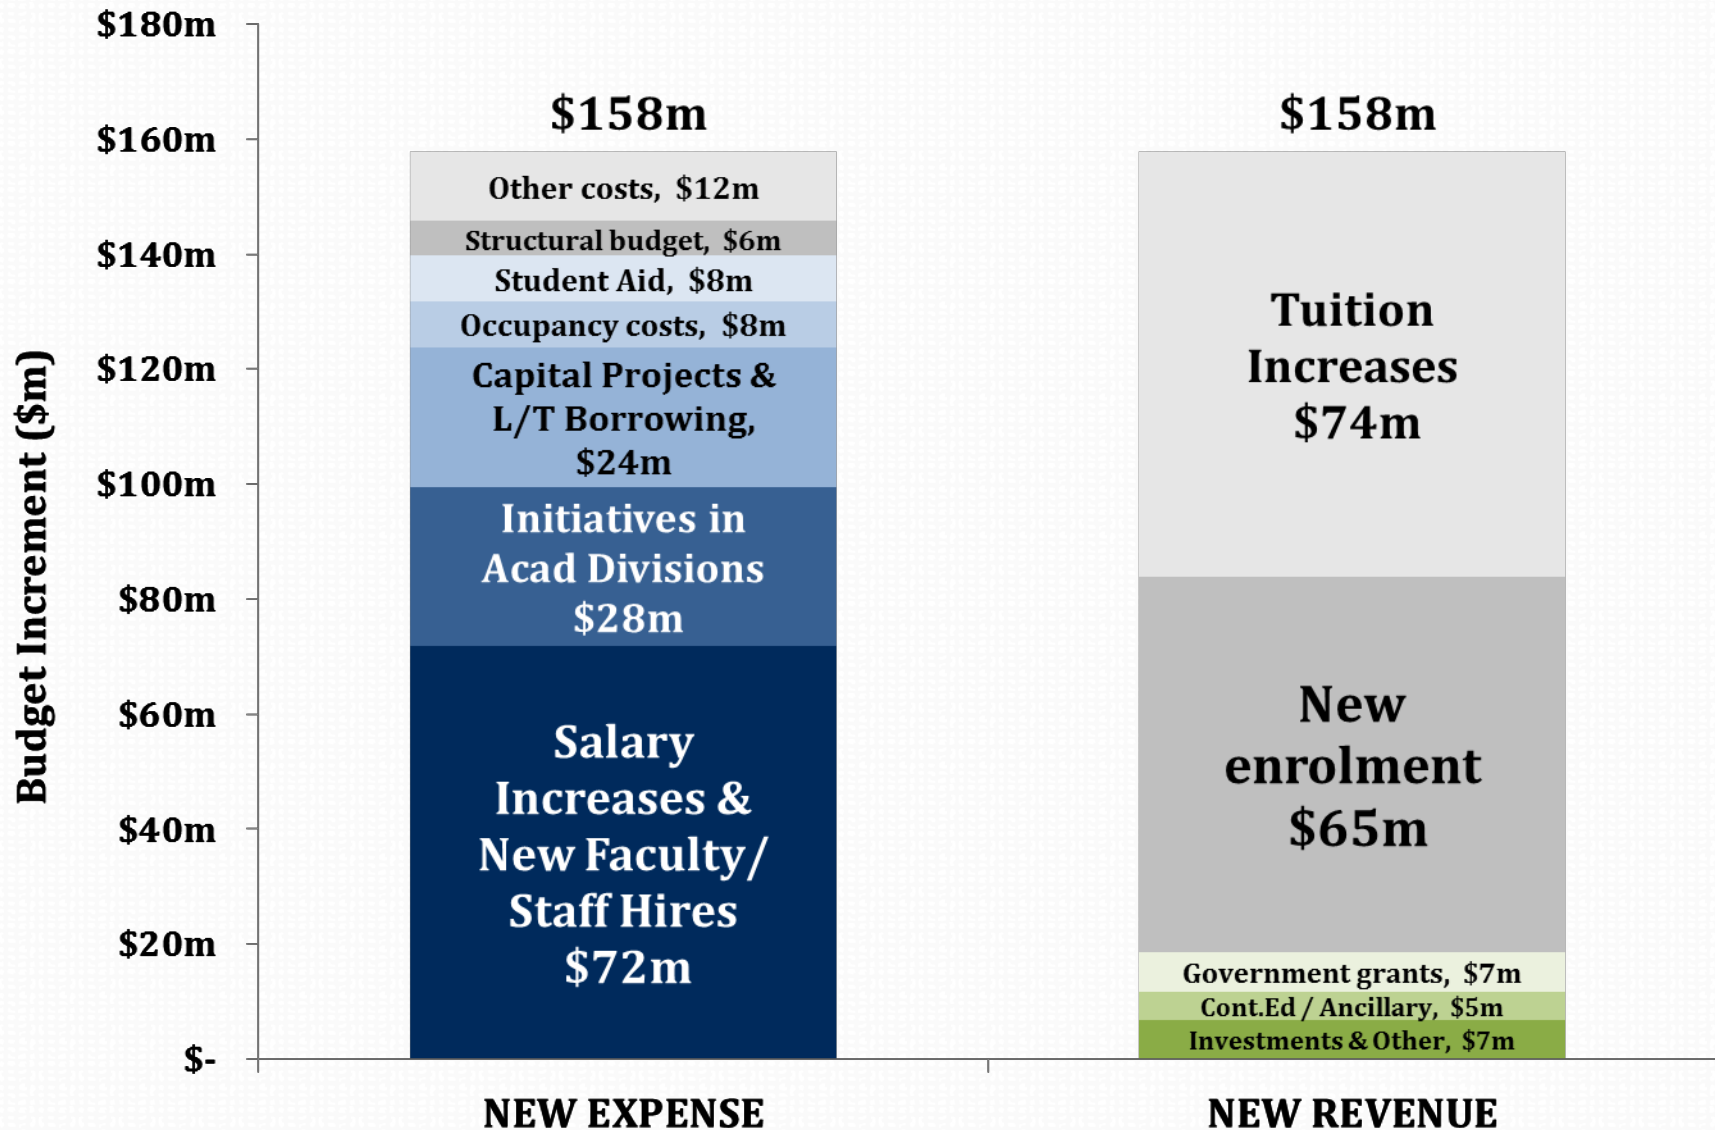 $180m
$160m
$140m
$120m
$100m
$80m
$60m
$40m
$20m
$-
Budget Increment ($m)
$158m
Other costs, $12m
Structural budget, $6m
Student Aid, $8m
Occupancy costs, $8m
Capital Projects &
L/T Borrowing,
$24m
Initiatives in
Acad Divisions
$28m
Salary
Increases &
New Faculty/
Staff Hires
$72m
NEW EXPENSE
$158m
Tuition
Increases
$74m
New
enrolment
$65m
Government grants, $7m
Cont.Ed / Ancillary, $5m
Investments & Other, $7m
NEW REVENUE